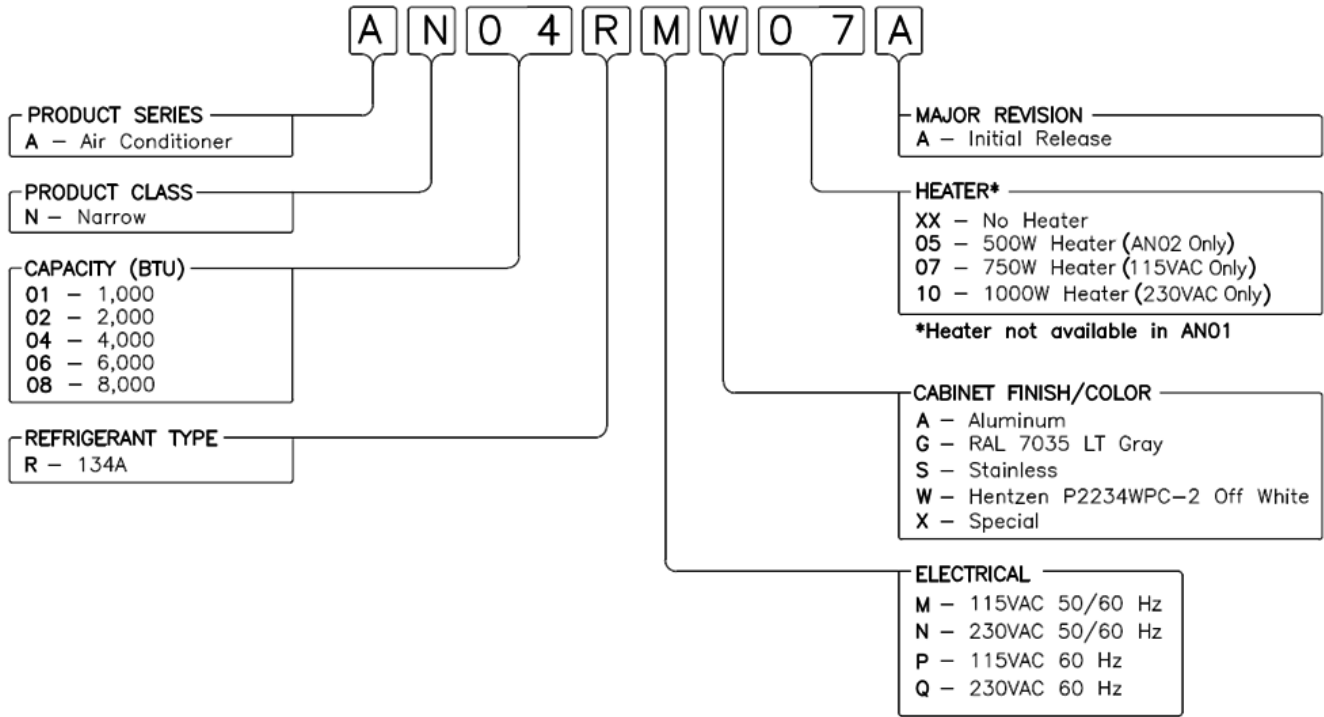 A N 0 4 R M W 0 7 A
PRODUCT SERIES
A – Air Conditioner
PRODUCT CLASS
N – Narrow
CAPACITY (BTU)
01 – 1,000
02 – 2,000
04 – 4,000
06 – 6,000
08 – 8,000
REFRIGERANT TYPE
R – 134A
MAJOR REVISION
A – Initial Release
HEATER*
XX – No Heater
05 – 500W Heater (AN02 Only)
07 – 750W Heater (115VAC Only)
10 – 1000W Heater (230VAC Only)
*Heater not available in AN01
CABINET FINISH/COLOR
A – Aluminum
G – RAL 7035 LT Gray
S – Stainless
W – Hentzen P2234WPC–2 Off White
X – Special
ELECTRICAL
M – 115VAC 50/60 Hz
N – 230VAC 50/60 Hz
P – 115VAC 60 Hz
Q – 230VAC 60 Hz